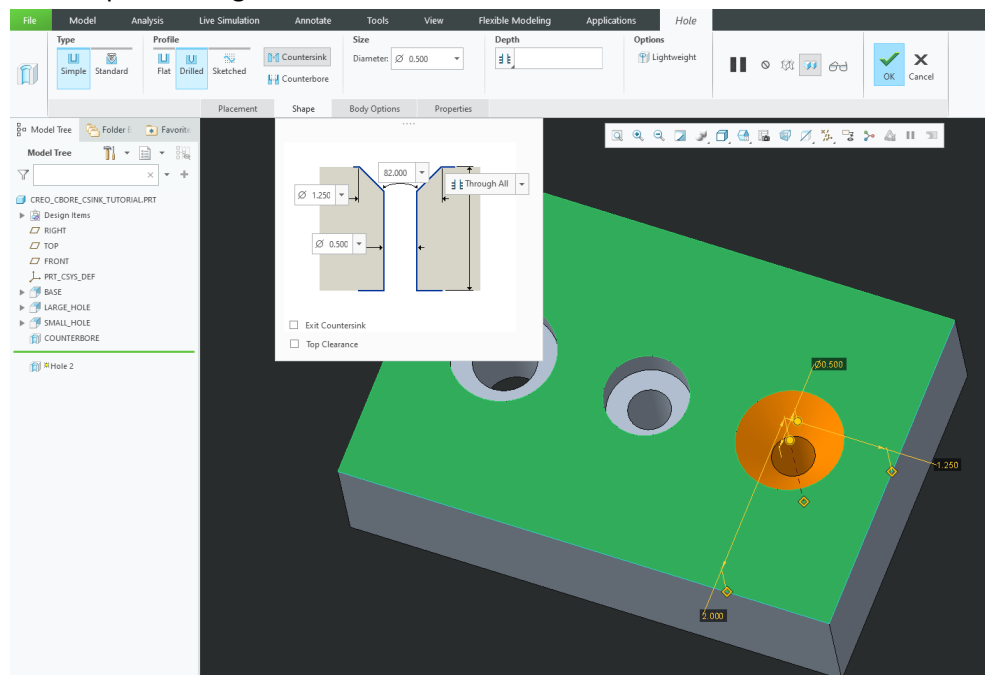 File Model Analysis Live Simulation Annotate Tools View Flexible Modeling Applications Hole
Type Profile Size Depth Options
Simple Standard Flat Drilled Sketched Countersink Diameter: Ø 0.500 Lightweight OK Cancel
Counterbore
Placement Shape Body Options Properties
Model Tree Folder Favorite
Model Tree
CREO_CBORE_CSINK_TUTORIAL.PRT
Design Items
RIGHT
TOP
FRONT
PRT_CSYS_DEF
BASE
LARGE_HOLE
SMALL_HOLE
COUNTERBORE
Hole 2
82.000
Through All
Ø 1.250
Ø 0.500
Exit Countersink
Top Clearance
Ø0.500
1.250
2.000